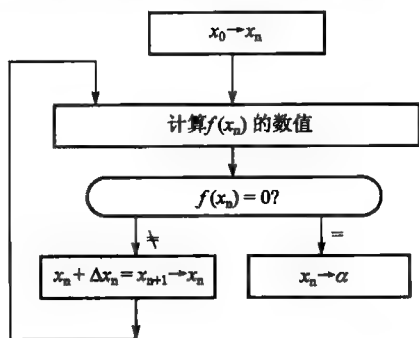 x₀→xₙ
计算f(xₙ)的数值
f(xₙ) = 0?
≠
=
xₙ + Δxₙ = xₙ₊₁→xₙ
xₙ→α